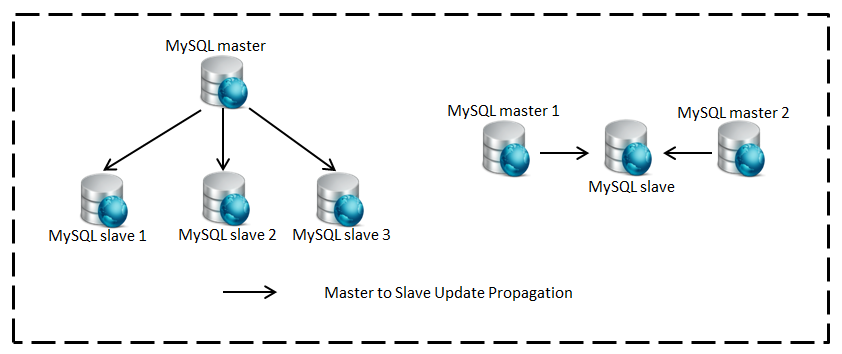 MySQL master
MySQL slave 1
MySQL slave 2
MySQL slave 3
MySQL master 1
MySQL master 2
MySQL slave
Master to Slave Update Propagation